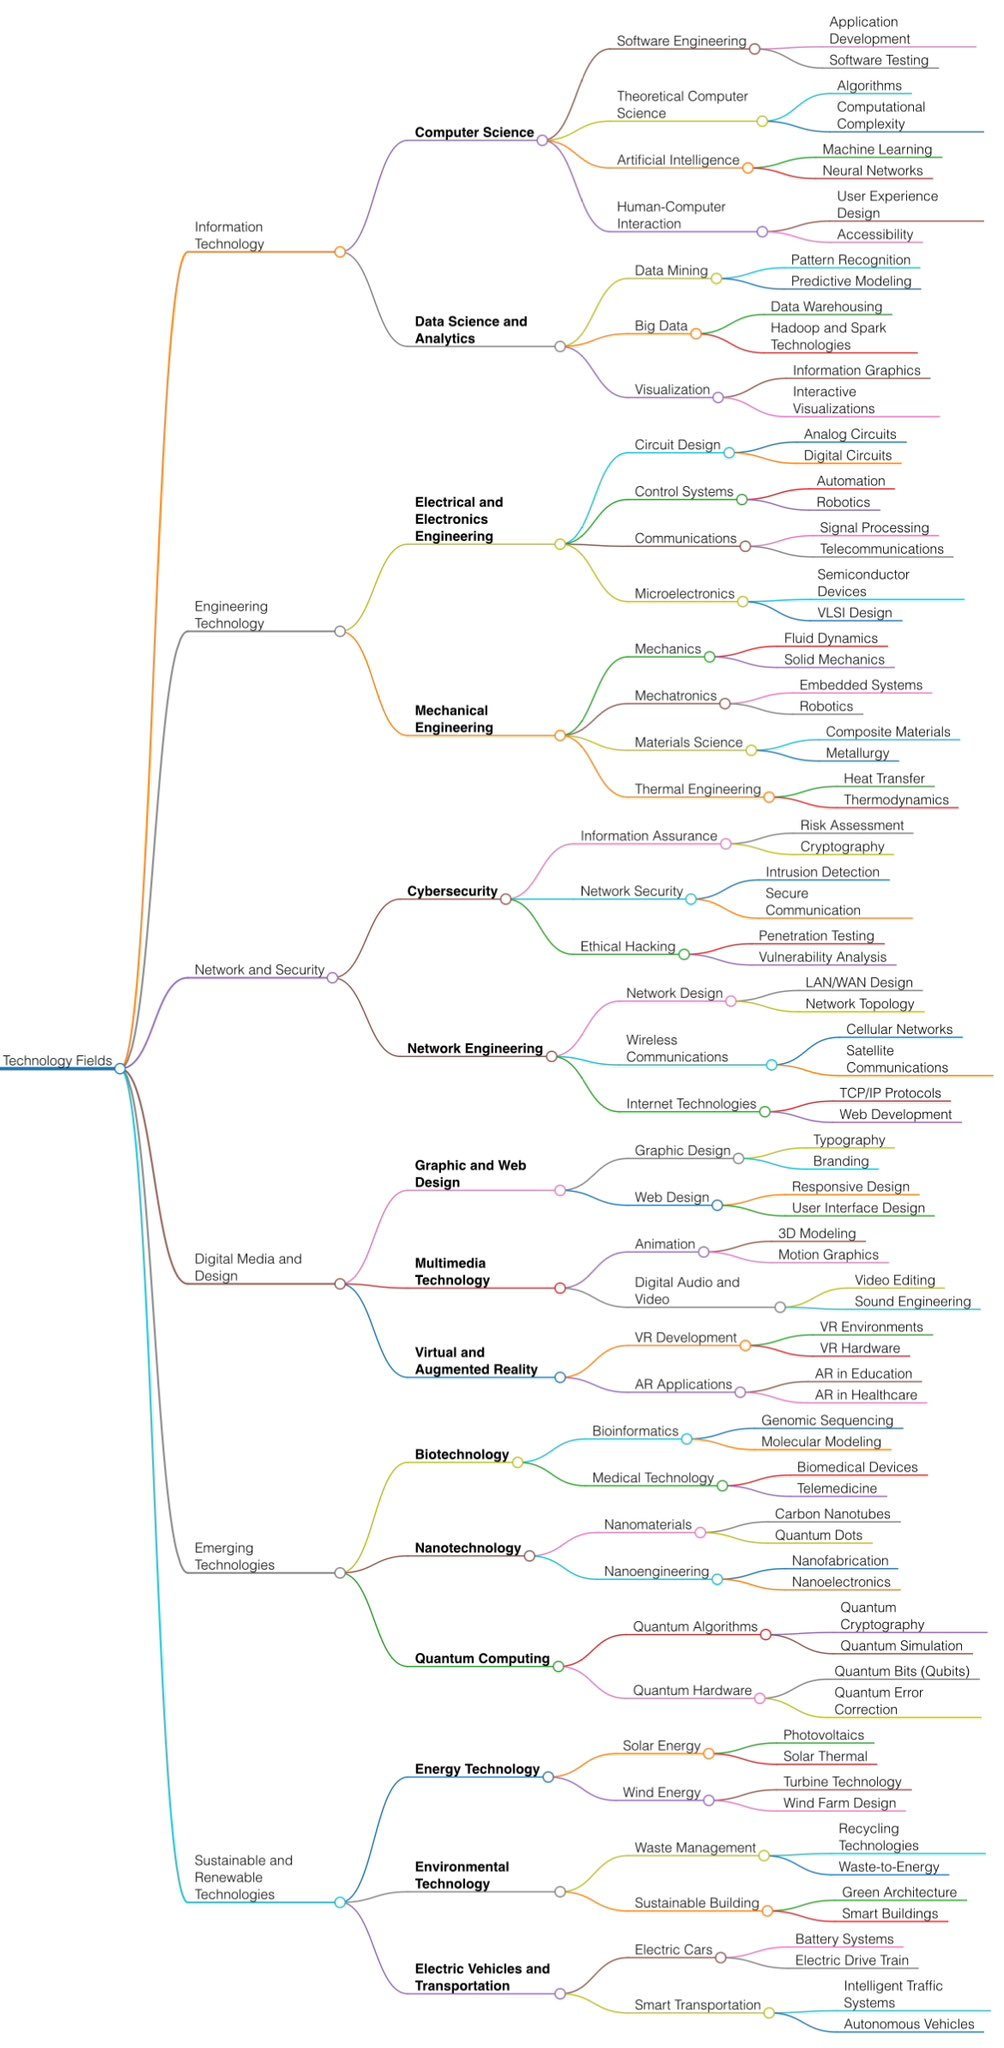 Technology Fields
Information
Technology
Computer Science
Software Engineering
Application
Development
Software Testing
Theoretical Computer
Science
Algorithms
Computational
Complexity
Artificial Intelligence
Machine Learning
Neural Networks
Human-Computer
Interaction
User Experience
Design
Accessibility
Data Science and
Analytics
Data Mining
Pattern Recognition
Predictive Modeling
Big Data
Data Warehousing
Hadoop and Spark
Technologies
Visualization
Information Graphics
Interactive
Visualizations
Engineering
Technology
Electrical and
Electronics
Engineering
Circuit Design
Analog Circuits
Digital Circuits
Control Systems
Automation
Robotics
Communications
Signal Processing
Telecommunications
Microelectronics
Semiconductor
Devices
VLSI Design
Mechanical
Engineering
Mechanics
Fluid Dynamics
Solid Mechanics
Mechatronics
Embedded Systems
Robotics
Materials Science
Composite Materials
Metallurgy
Thermal Engineering
Heat Transfer
Thermodynamics
Network and Security
Cybersecurity
Information Assurance
Risk Assessment
Cryptography
Network Security
Intrusion Detection
Secure
Communication
Ethical Hacking
Penetration Testing
Vulnerability Analysis
Network Engineering
Network Design
LAN/WAN Design
Network Topology
Wireless
Communications
Cellular Networks
Satellite
Communications
Internet Technologies
TCP/IP Protocols
Web Development
Digital Media and
Design
Graphic and Web
Design
Graphic Design
Typography
Branding
Web Design
Responsive Design
User Interface Design
Multimedia
Technology
Animation
3D Modeling
Motion Graphics
Digital Audio and
Video
Video Editing
Sound Engineering
Virtual and
Augmented Reality
VR Development
VR Environments
VR Hardware
AR Applications
AR in Education
AR in Healthcare
Emerging
Technologies
Biotechnology
Bioinformatics
Genomic Sequencing
Molecular Modeling
Medical Technology
Biomedical Devices
Telemedicine
Nanotechnology
Nanomaterials
Carbon Nanotubes
Quantum Dots
Nanoengineering
Nanofabrication
Nanoelectronics
Quantum Computing
Quantum Algorithms
Quantum
Cryptography
Quantum Simulation
Quantum Hardware
Quantum Bits (Qubits)
Quantum Error
Correction
Sustainable and
Renewable
Technologies
Energy Technology
Solar Energy
Photovoltaics
Solar Thermal
Wind Energy
Turbine Technology
Wind Farm Design
Environmental
Technology
Waste Management
Recycling
Technologies
Waste-to-Energy
Sustainable Building
Green Architecture
Smart Buildings
Electric Vehicles and
Transportation
Electric Cars
Battery Systems
Electric Drive Train
Smart Transportation
Intelligent Traffic
Systems
Autonomous Vehicles